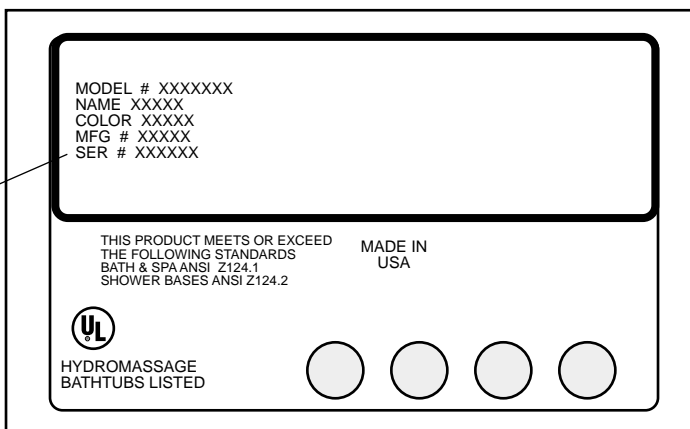 MODEL # XXXXXXX
NAME XXXXX
COLOR XXXXX
MFG # XXXXX
SER # XXXXXX
THIS PRODUCT MEETS OR EXCEED
THE FOLLOWING STANDARDS
BATH & SPA ANSI Z124.1
SHOWER BASES ANSI Z124.2
MADE IN
USA
UL
HYDROMASSAGE
BATHTUBS LISTED